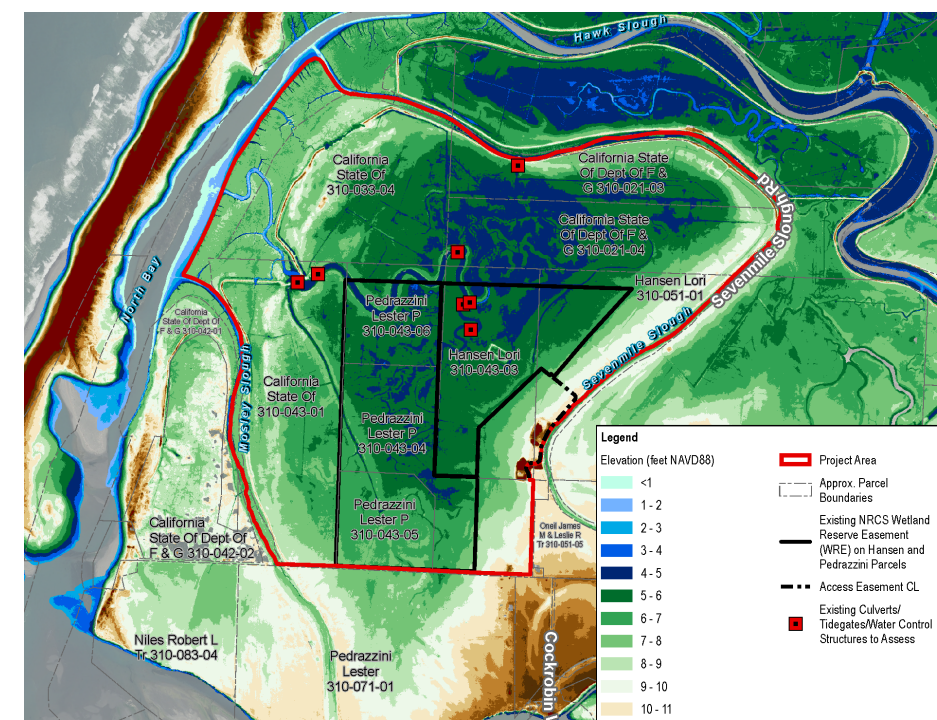 Hawk Slough
California
State Of
310-033-04
California State
Of Dept Of F &
G 310-021-03
California State
Of Dept Of F &
G 310-021-04
Sevenmile Slough Rd
North Bay
Hansen Lori
310-051-01
Pedrazzini
Lester P
310-043-06
California
State Of Dept Of
F & G 310-042-01
Sevenmile Slough
Hansen Lori
310-043-03
Mosley Slough
California
State Of
310-043-01
Pedrazzini
Lester P
310-043-04
Pedrazzini
Lester P
310-043-05
California
State Of Dept Of
F & G 310-042-02
Oneil James
M & Leslie R
Tr 310-051-05
Niles Robert L
Tr 310-083-04
Pedrazzini
Lester
310-071-01
Cockrobin
Legend
Elevation (feet NAVD88)
<1
1 - 2
2 - 3
3 - 4
4 - 5
5 - 6
6 - 7
7 - 8
8 - 9
9 - 10
10 - 11
Project Area
Approx. Parcel
Boundaries
Existing NRCS Wetland
Reserve Easement
(WRE) on Hansen and
Pedrazzini Parcels
Access Easement CL
Existing Culverts/
Tidegates/Water Control
Structures to Assess